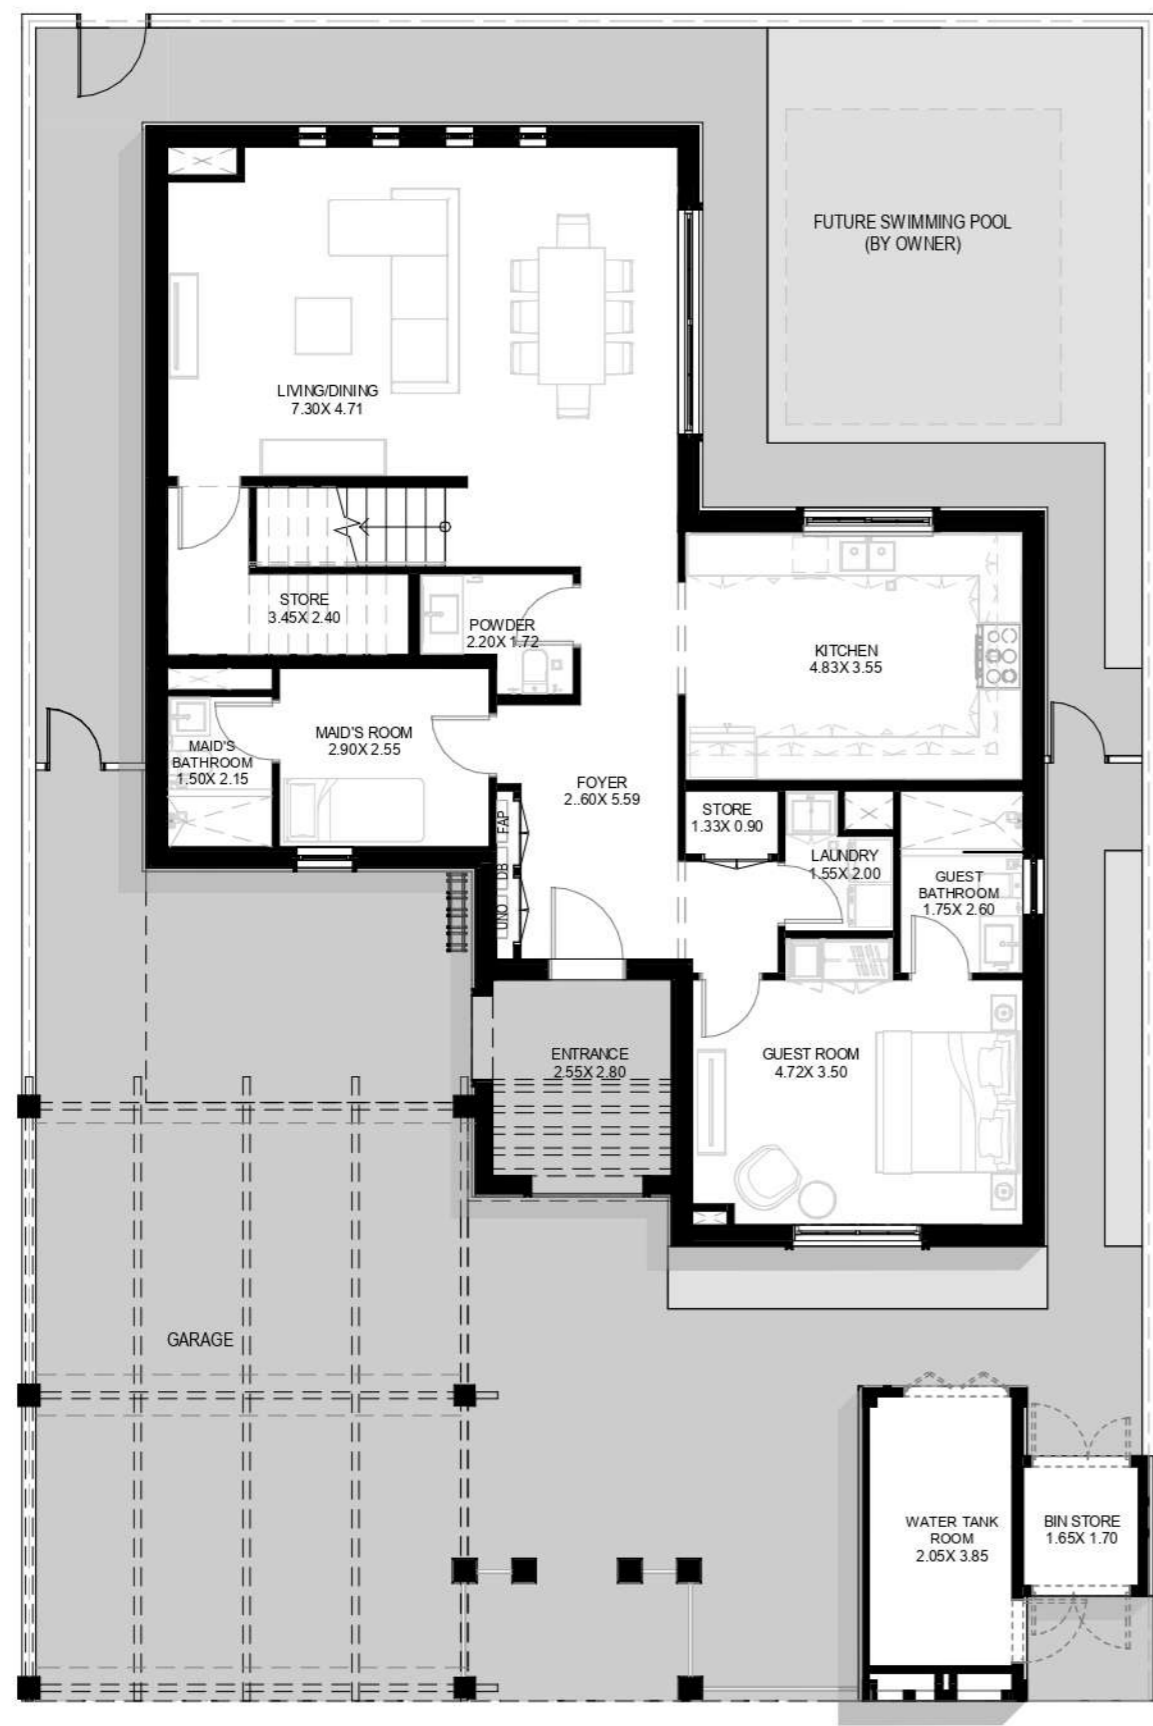 FUTURE SWIMMING POOL
(BY OWNER)
LIVING/DINING
7.30X 4.71
STORE
3.45X 2.40
POWDER
2.20X 1.72
KITCHEN
4.83X 3.55
MAID'S ROOM
2.90X 2.55
MAID'S
BATHROOM
1.50X 2.15
FOYER
2..60X 5.59
FAP
DB
UNO
STORE
1.33X 0.90
LAUNDRY
1.55X 2.00
GUEST
BATHROOM
1.75X 2.60
ENTRANCE
2.55X 2.80
GUEST ROOM
4.72X 3.50
GARAGE
WATER TANK
ROOM
2.05X 3.85
BIN STORE
1.65X 1.70